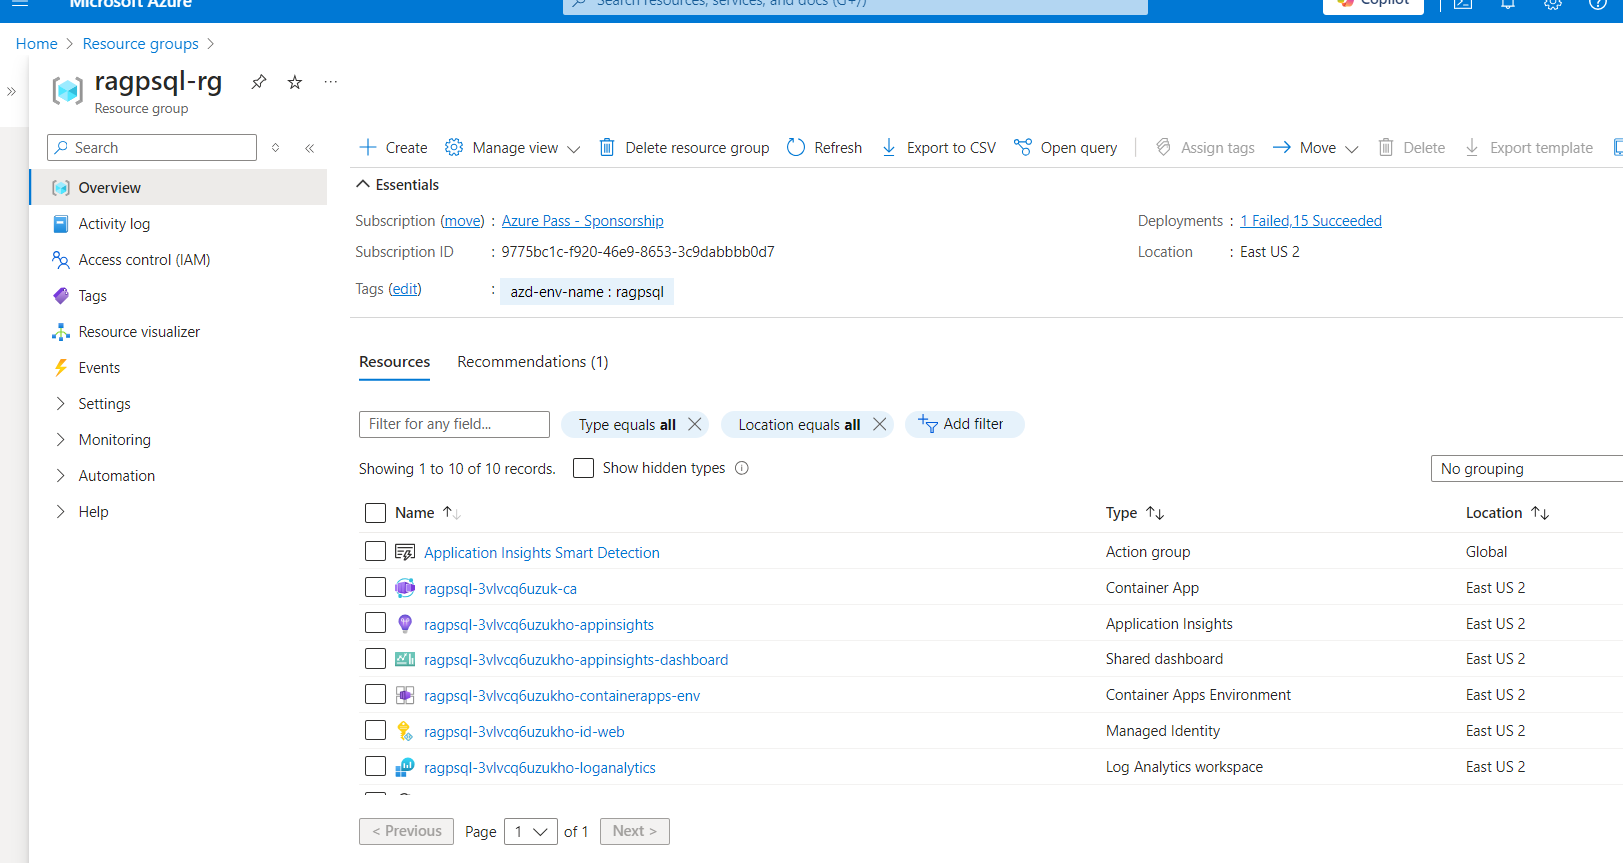 Microsoft Azure
Search resources, services, and docs (G+/)
Copilot
Home > Resource groups >
ragpsql-rg
Resource group
Search
Overview
Activity log
Access control (IAM)
Tags
Resource visualizer
Events
Settings
Monitoring
Automation
Help
Create Manage view Delete resource group Refresh Export to CSV Open query Assign tags Move Delete Export template
Essentials
Subscription (move) : Azure Pass - Sponsorship
Subscription ID : 9775bc1c-f920-46e9-8653-3c9dabbbb0d7
Tags (edit) : azd-env-name : ragpsql
Deployments : 1 Failed,15 Succeeded
Location : East US 2
Resources Recommendations (1)
Filter for any field... Type equals all Location equals all Add filter
Showing 1 to 10 of 10 records. Show hidden types No grouping
Name Type Location
Application Insights Smart Detection Action group Global
ragpsql-3vlvcq6uzuk-ca Container App East US 2
ragpsql-3vlvcq6uzukho-appinsights Application Insights East US 2
ragpsql-3vlvcq6uzukho-appinsights-dashboard Shared dashboard East US 2
ragpsql-3vlvcq6uzukho-containerapps-env Container Apps Environment East US 2
ragpsql-3vlvcq6uzukho-id-web Managed Identity East US 2
ragpsql-3vlvcq6uzukho-loganalytics Log Analytics workspace East US 2
< Previous Page 1 of 1 Next >